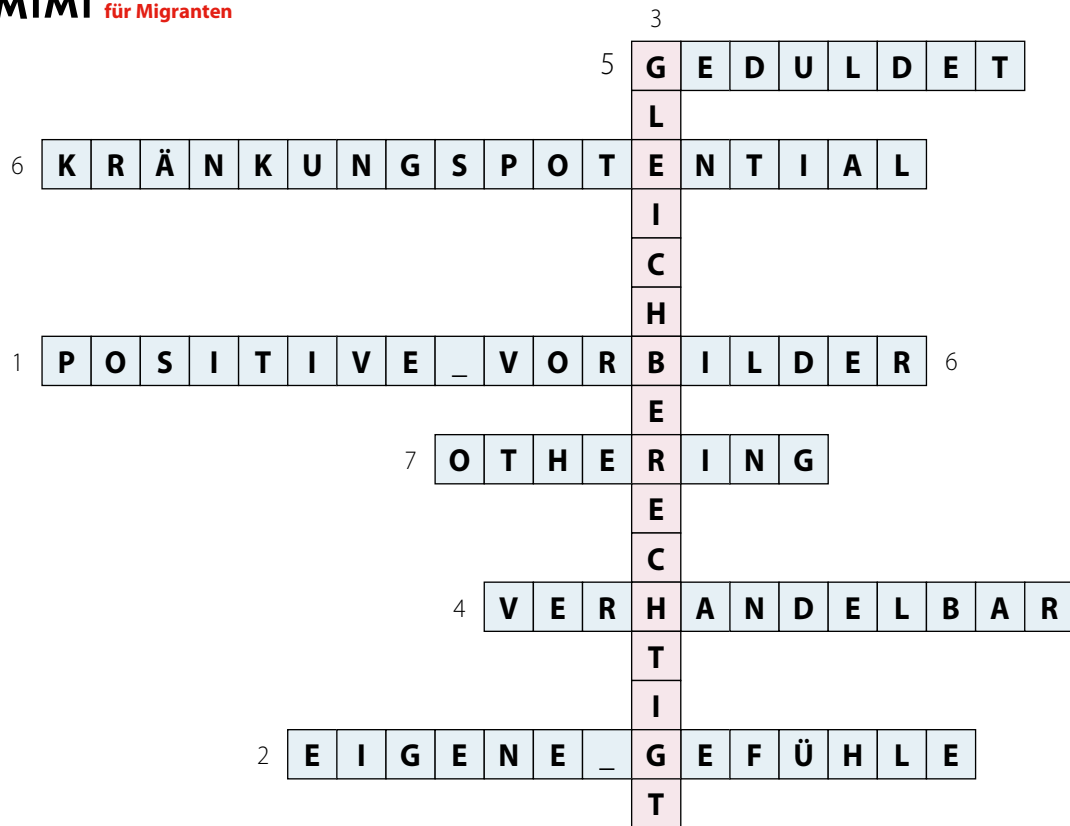 MIMI für Migranten
3
5 GEDULDET
L
6 KRÄNKUNGSPOTENTIAL
I
C
H
1 POSITIVE_VORBILDER 6
E
7 OTHERING
E
C
4 VERHANDELBAR
T
I
2 EIGENE_GEFÜHLE
T